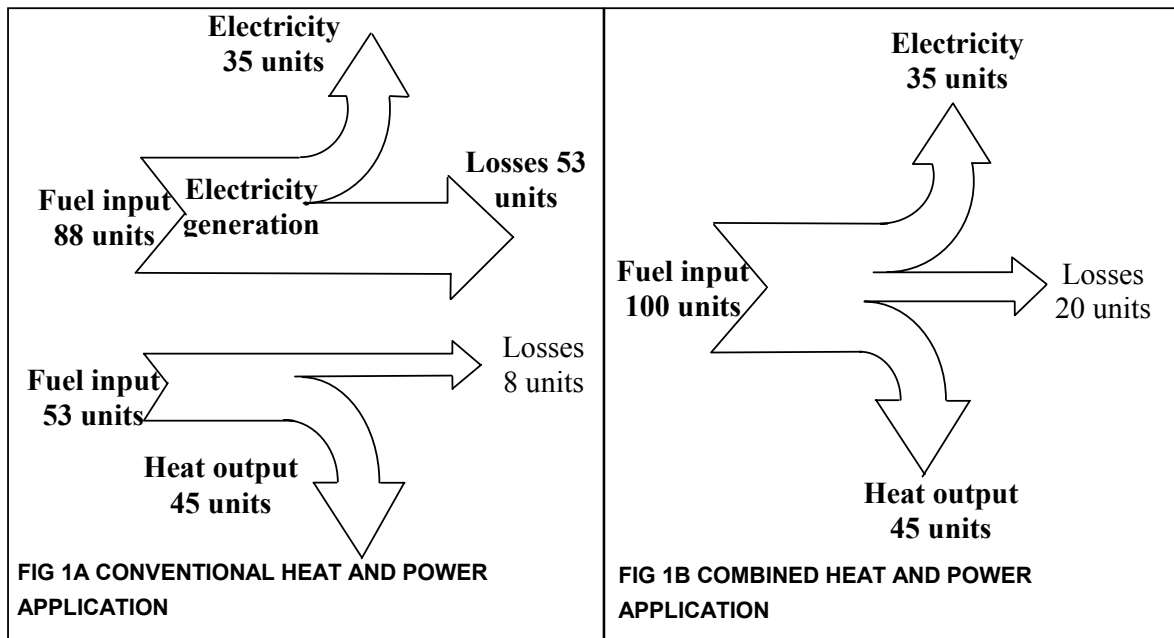 Electricity
35 units
Losses 53
units
Fuel input
88 units
Electricity
generation
Losses
8 units
Fuel input
53 units
Heat output
45 units
FIG 1A CONVENTIONAL HEAT AND POWER
APPLICATION
Electricity
35 units
Fuel input
100 units
Losses
20 units
Heat output
45 units
FIG 1B COMBINED HEAT AND POWER
APPLICATION